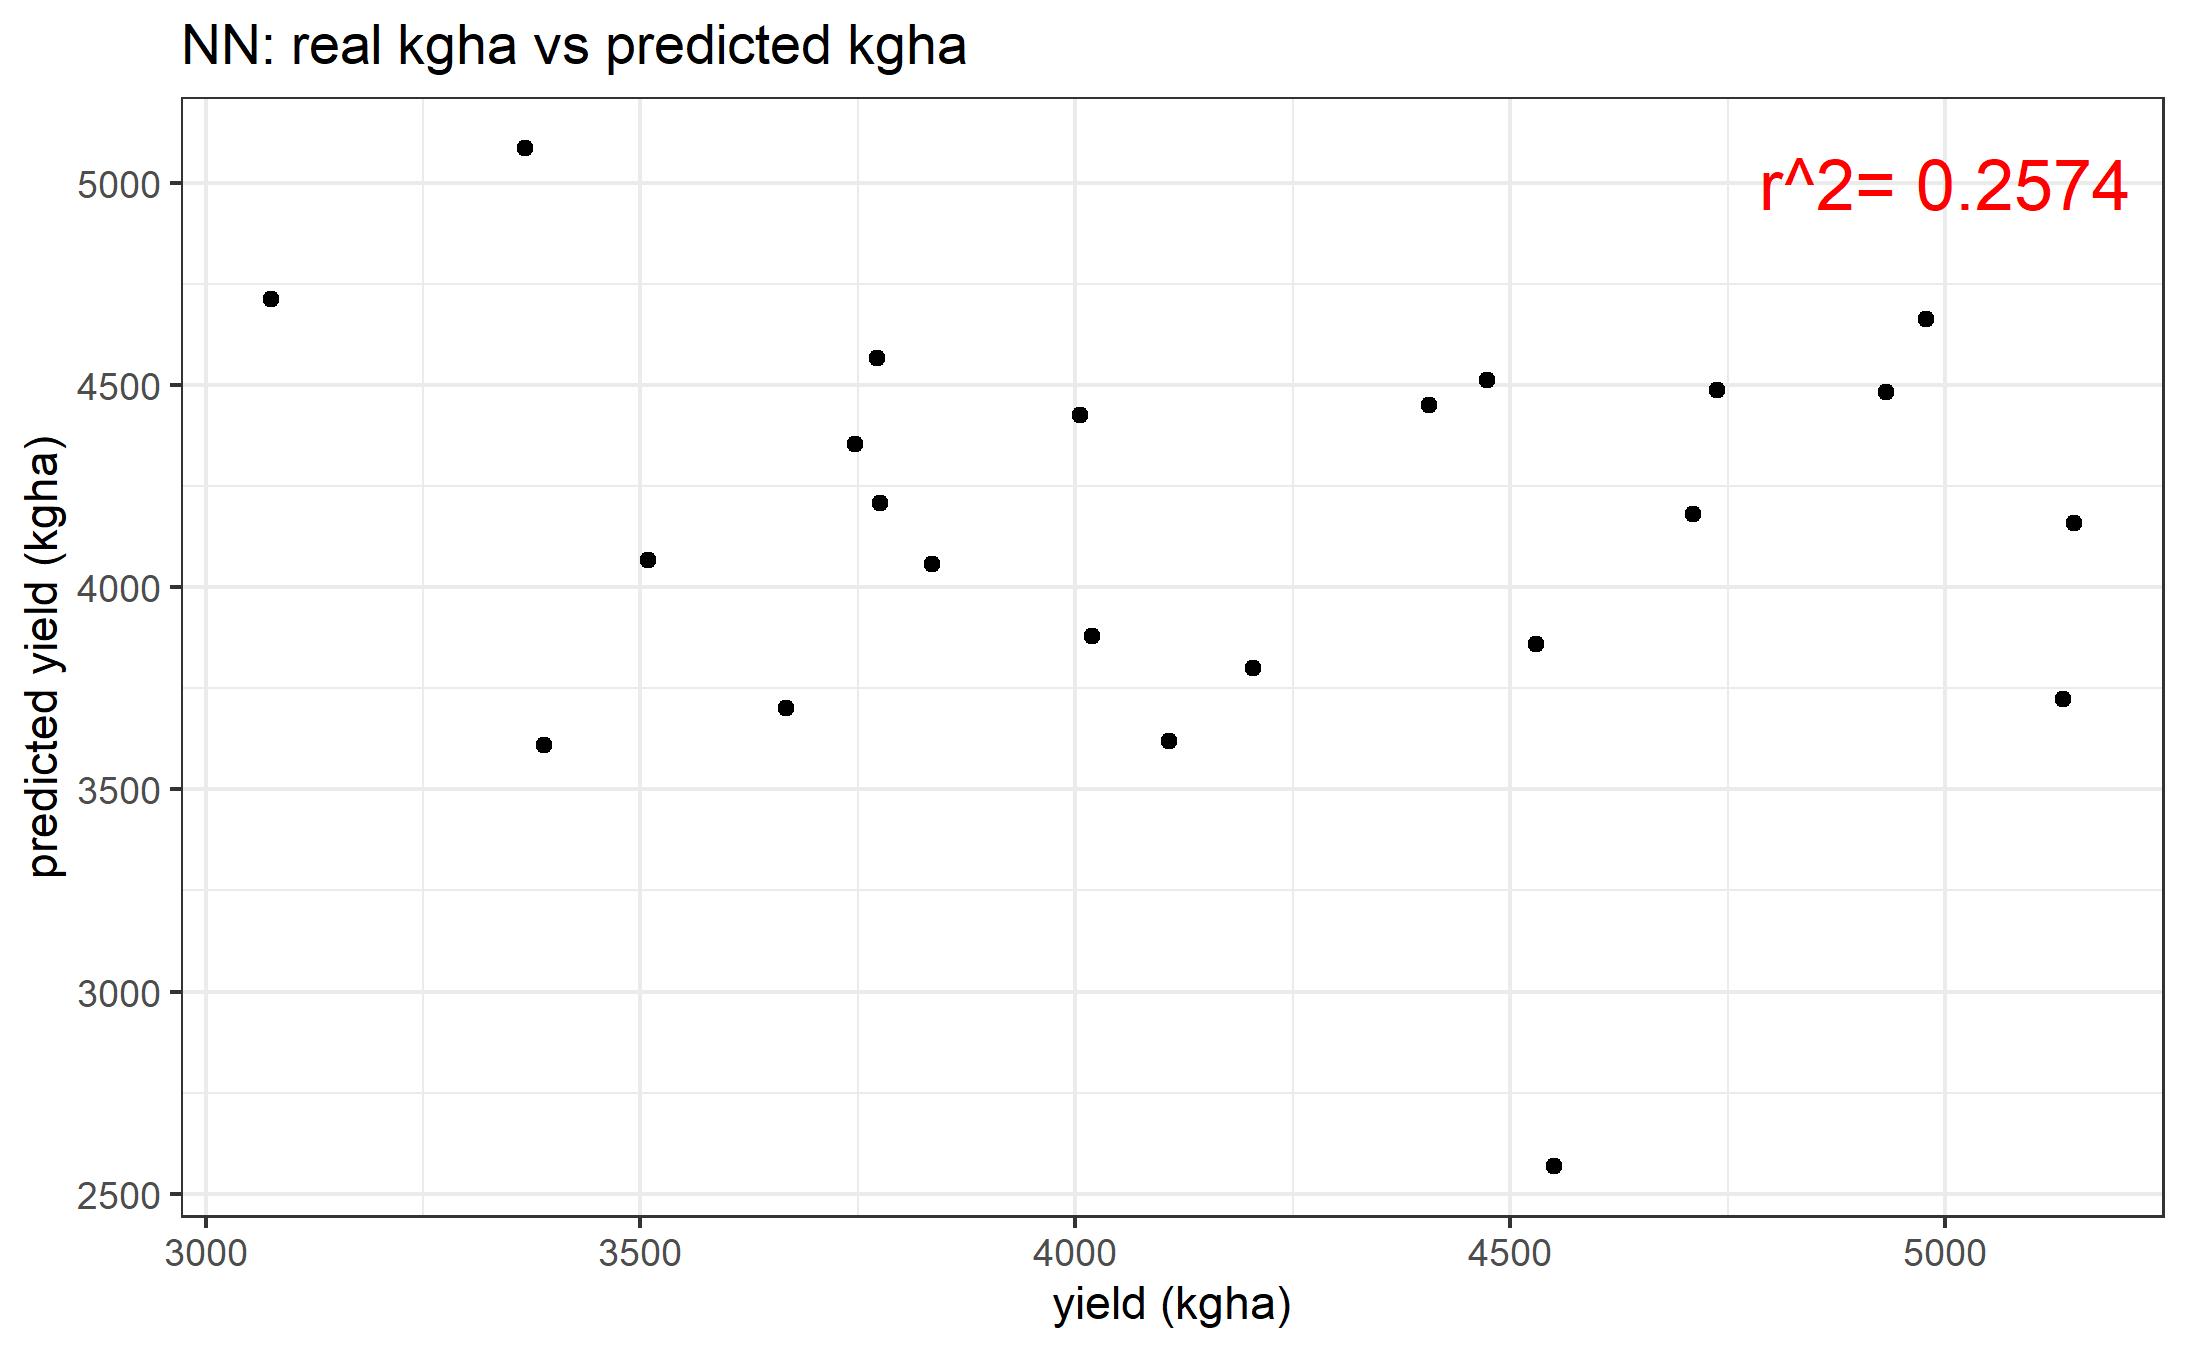 NN: real kgha vs predicted kgha
r^2= 0.2574
predicted yield (kgha)
5000
4500
4000
3500
3000
2500
3000 3500 4000 4500 5000
yield (kgha)